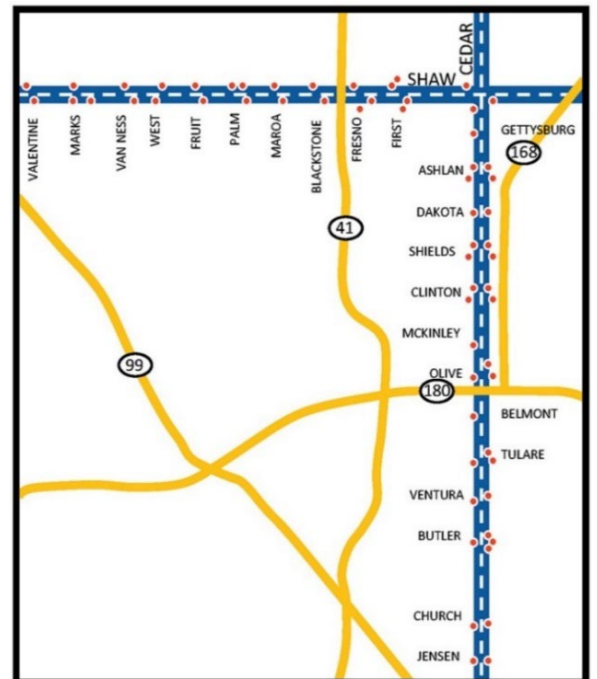 CEDAR
SHAW
VALENTINE
MARKS
VAN NESS
WEST
FRUIT
PALM
MAROA
BLACKSTONE
FRESNO
FIRST
GETTYSBURG
168
ASHLAN
DAKOTA
41
SHIELDS
CLINTON
MCKINLEY
99
OLIVE
180
BELMONT
TULARE
VENTURA
BUTLER
CHURCH
JENSEN